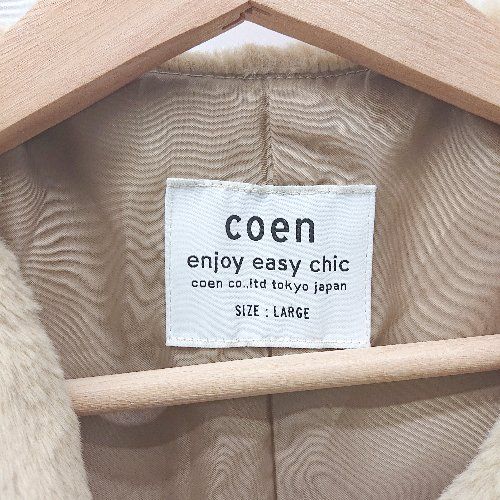 coen
enjoy easy chic
coen co.,ltd tokyo japan
SIZE : LARGE